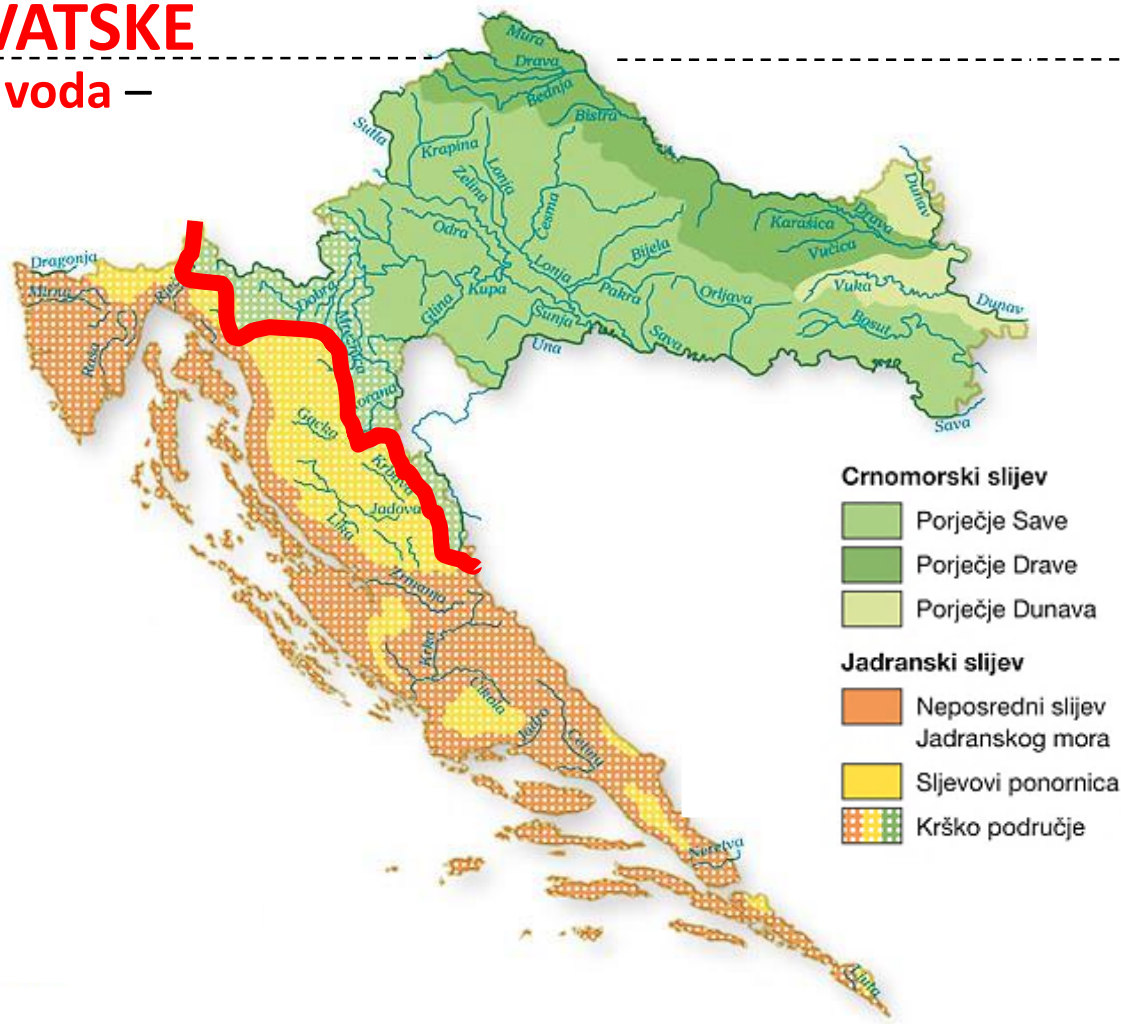 VATSKE
voda –
Mura
Drava
Bednja
Bistra
Sutla
Krapina
Lonja
Zelina
Česma
Odra
Dunav
Karašica
Drava
Vučica
Bijela
Lonja
Pakra
Orljava
Vuka
Dunav
Dragonja
Mirna
Raša
Dobra
Mrežnica
Glina
Kupa
Sunja
Sava
Bosut
Una
Sava
orana
Gacka
Krbava
Jadova
Lika
Zrmanja
Krka
Čikola
Jadro
Cetina
Neretva
Ljuta
Crnomorski slijev
Porječje Save
Porječje Drave
Porječje Dunava
Jadranski slijev
Neposredni slijev
Jadranskog mora
Sljevovi ponornica
Krško područje